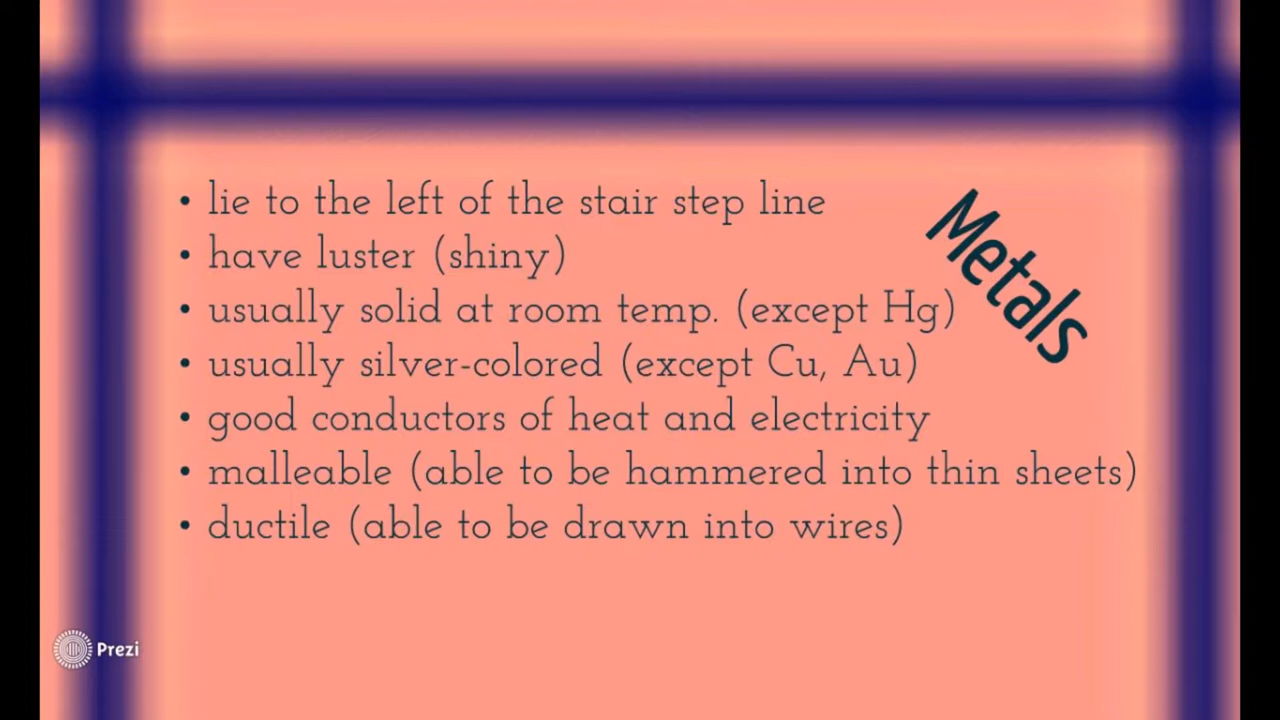 Metals
• lie to the left of the stair step line
• have luster (shiny)
• usually solid at room temp. (except Hg)
• usually silver-colored (except Cu, Au)
• good conductors of heat and electricity
• malleable (able to be hammered into thin sheets)
• ductile (able to be drawn into wires)
Prezi